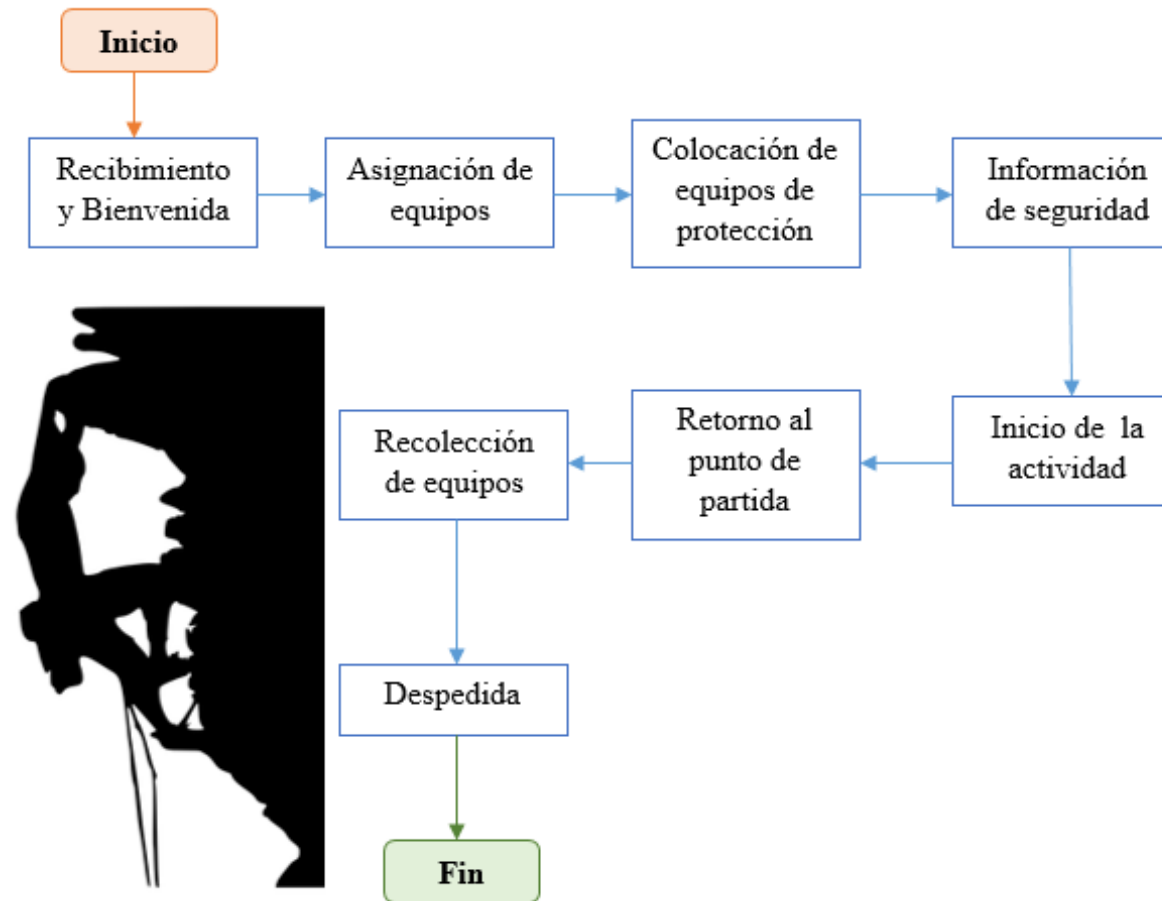 Inicio
Recibimiento
y Bienvenida
Asignación de
equipos
Colocación de
equipos de
protección
Información
de seguridad
Inicio de  la
actividad
Retorno al
punto de
partida
Recolección
de equipos
Despedida
Fin